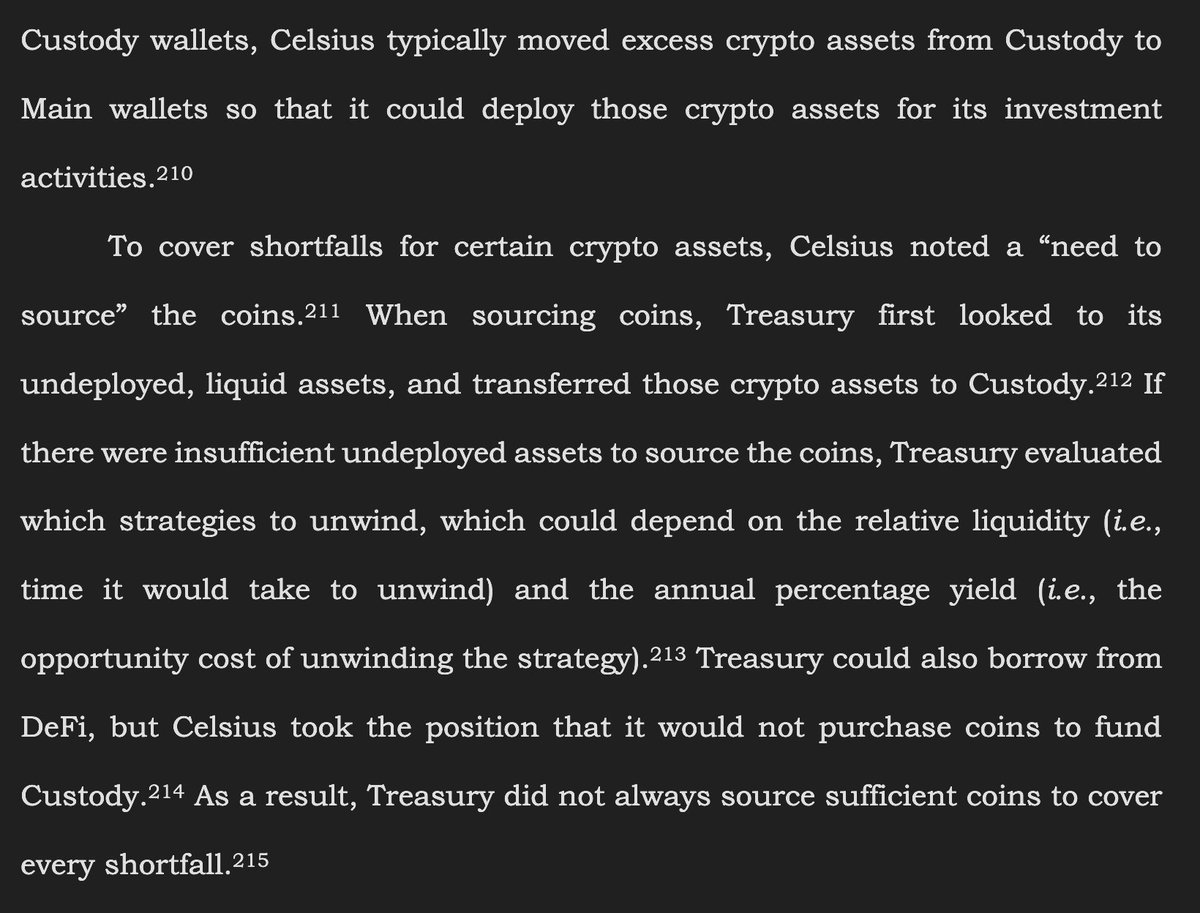 Custody wallets, Celsius typically moved excess crypto assets from Custody to
Main wallets so that it could deploy those crypto assets for its investment
activities.210
To cover shortfalls for certain crypto assets, Celsius noted a “need to
source” the coins.211 When sourcing coins, Treasury first looked to its
undeployed, liquid assets, and transferred those crypto assets to Custody.212 If
there were insufficient undeployed assets to source the coins, Treasury evaluated
which strategies to unwind, which could depend on the relative liquidity (i.e.,
time it would take to unwind) and the annual percentage yield (i.e., the
opportunity cost of unwinding the strategy).213 Treasury could also borrow from
DeFi, but Celsius took the position that it would not purchase coins to fund
Custody.214 As a result, Treasury did not always source sufficient coins to cover
every shortfall.215